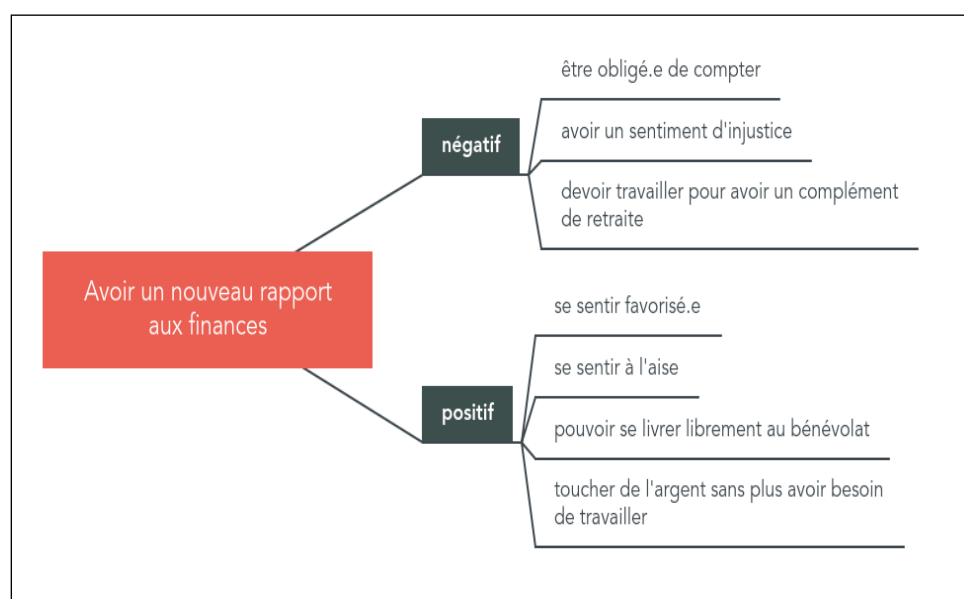 Avoir un nouveau rapport
aux finances
négatif
être obligé.e de compter
avoir un sentiment d'injustice
devoir travailler pour avoir un complément
de retraite
positif
se sentir favorisé.e
se sentir à l'aise
pouvoir se livrer librement au bénévolat
toucher de l'argent sans plus avoir besoin
de travailler